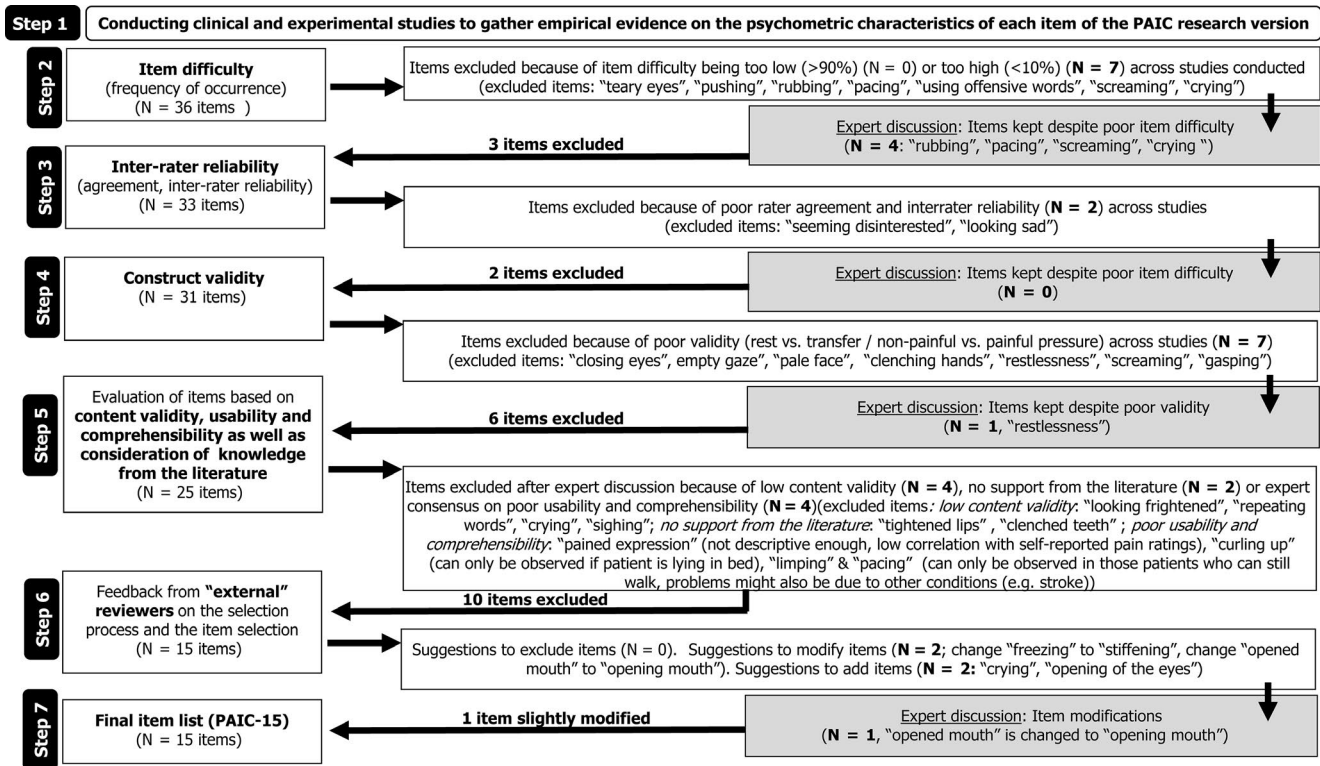 Step 1
Conducting clinical and experimental studies to gather empirical evidence on the psychometric characteristics of each item of the PAIC research version
Step 2
Item difficulty
(frequency of occurrence)
(N = 36 items  )
Items excluded because of item difficulty being too low (>90%) (N = 0) or too high (<10%) (N = 7) across studies conducted
(excluded items: “teary eyes”, “pushing”, “rubbing”, “pacing”, “using offensive words”, “screaming”, “crying”)
Expert discussion: Items kept despite poor item difficulty
(N = 4: “rubbing”, “pacing”, “screaming”, “crying “)
3 items excluded
Step 3
Inter-rater reliability
(agreement, inter-rater reliability)
(N = 33 items)
Items excluded because of poor rater agreement and interrater reliability (N = 2) across studies
(excluded items: “seeming disinterested”, “looking sad”)
Expert discussion: Items kept despite poor item difficulty
(N = 0)
2 items excluded
Step 4
Construct validity
(N = 31 items)
Items excluded because of poor validity (rest vs. transfer / non-painful vs. painful pressure) across studies (N = 7)
(excluded items: “closing eyes”, empty gaze”, “pale face”,  “clenching hands”, “restlessness”, “screaming”, “gasping”)
Expert discussion: Items kept despite poor validity
(N = 1, “restlessness”)
6 items excluded
Step 5
Evaluation of items based on
content validity, usability and
comprehensibility as well as
consideration of  knowledge
from the literature
(N = 25 items)
Items excluded after expert discussion because of low content validity (N = 4), no support from the literature (N = 2) or expert
consensus on poor usability and comprehensibility (N = 4)(excluded items: low content validity: “looking frightened”, “repeating
words”, “crying”, “sighing”; no support from the literature: “tightened lips” , “clenched teeth” ; poor usability and
comprehensibility: “pained expression” (not descriptive enough, low correlation with self-reported pain ratings), “curling up”
(can only be observed if patient is lying in bed), “limping” & “pacing”  (can only be observed in those patients who can still
walk, problems might also be due to other conditions (e.g. stroke))
10 items excluded
Step 6
Feedback from “external”
reviewers on the selection
process and the item selection
(N = 15 items)
Suggestions to exclude items (N = 0).  Suggestions to modify items (N = 2; change “freezing” to “stiffening”, change “opened
mouth” to “opening mouth”). Suggestions to add items (N = 2: “crying”, “opening of the eyes”)
Expert discussion: Item modifications
(N = 1, “opened mouth” is changed to “opening mouth”)
1 item slightly modified
Step 7
Final item list (PAIC-15)
(N = 15 items)